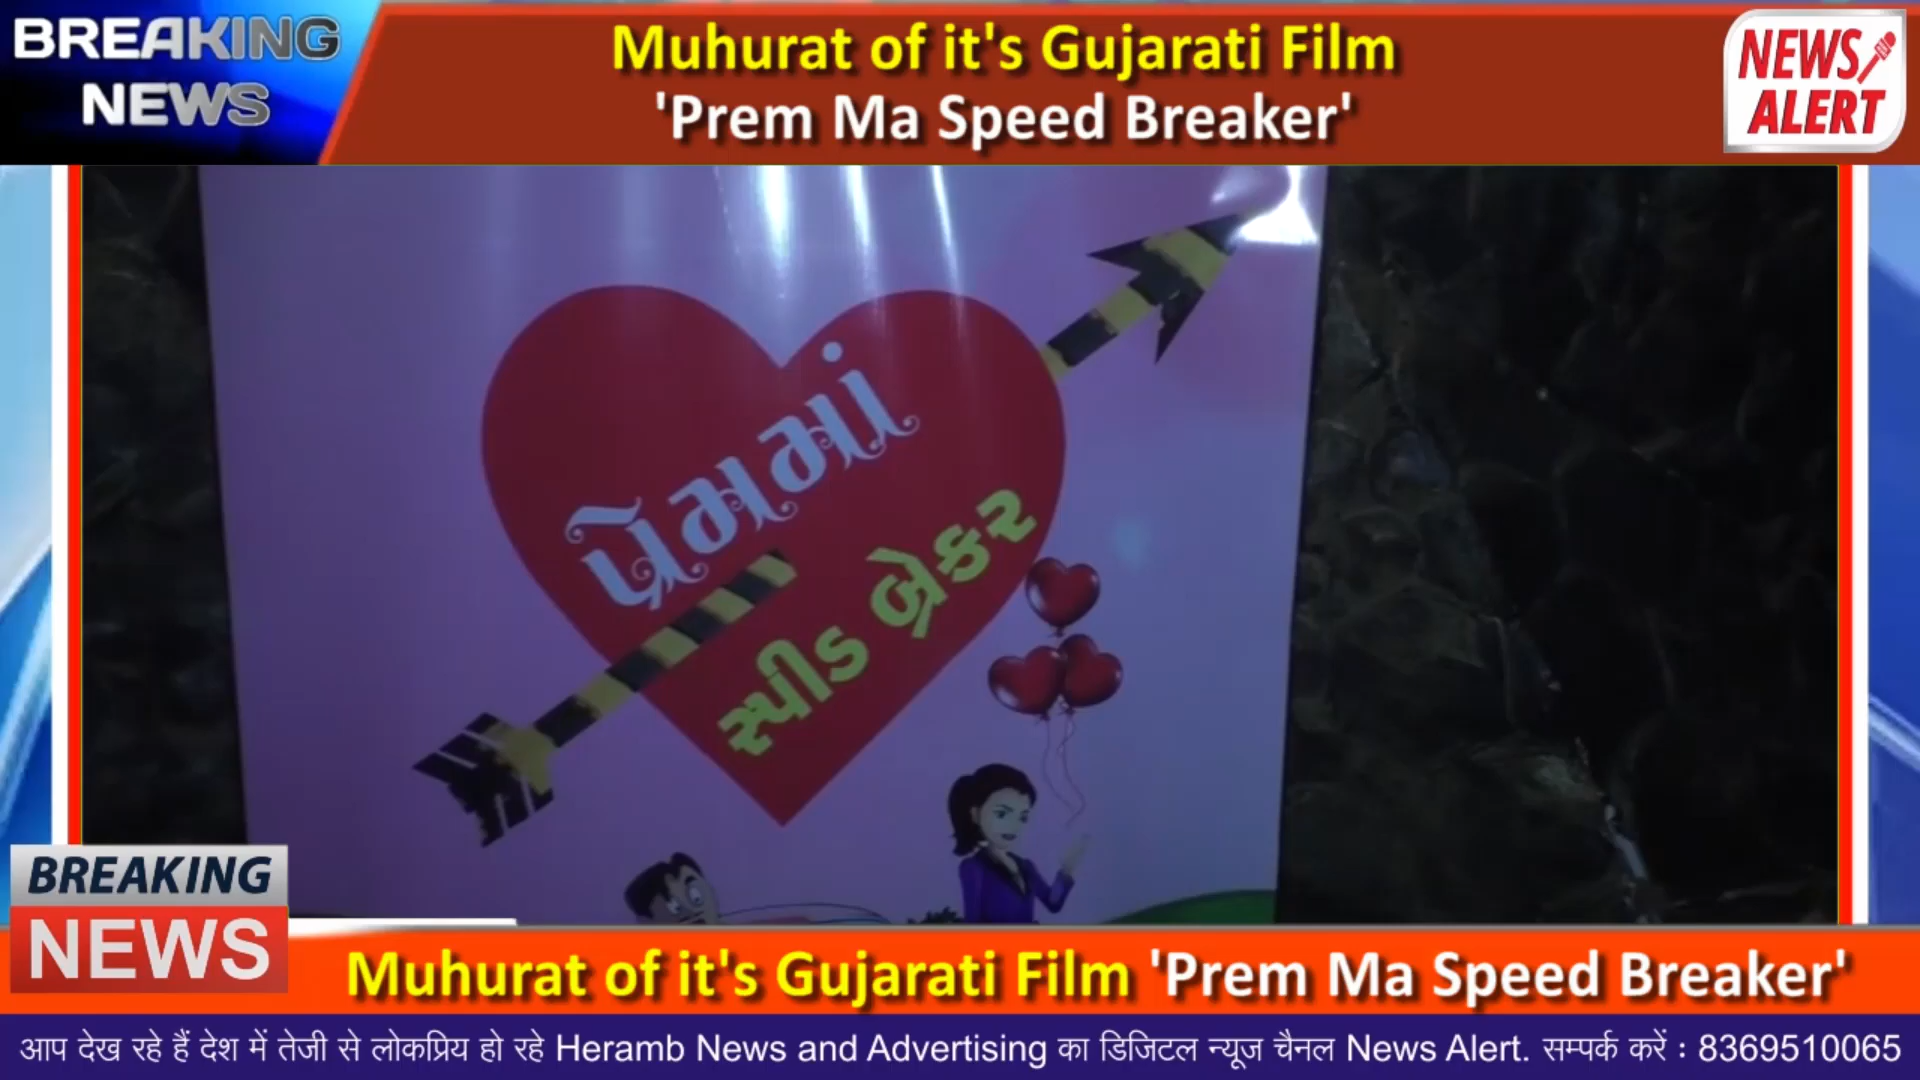 BREAKING
NEWS
Muhurat of it's Gujarati Film
'Prem Ma Speed Breaker'
NEWS
ALERT
પ્રેમમાં
સ્પીડ બ્રેકર
BREAKING
NEWS
Muhurat of it's Gujarati Film 'Prem Ma Speed Breaker'
आप देख रहे हैं देश में तेजी से लोकप्रिय हो रहे Heramb News and Advertising का डिजिटल न्यूज चैनल News Alert. सम्पर्क करें : 8369510065